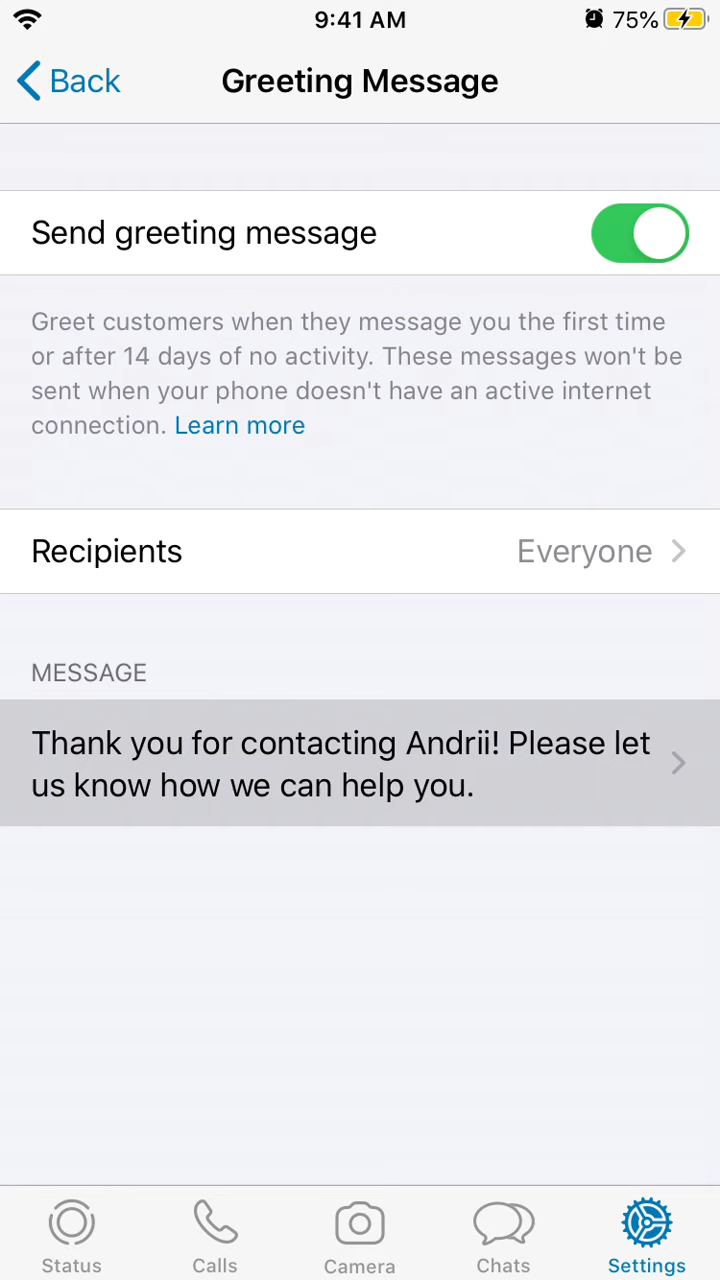 9:41 AM
75%
Back
Greeting Message
Send greeting message
Greet customers when they message you the first time
or after 14 days of no activity. These messages won't be
sent when your phone doesn't have an active internet
connection. Learn more
Recipients
Everyone
MESSAGE
Thank you for contacting Andrii! Please let
us know how we can help you.
Status
Calls
Camera
Chats
Settings